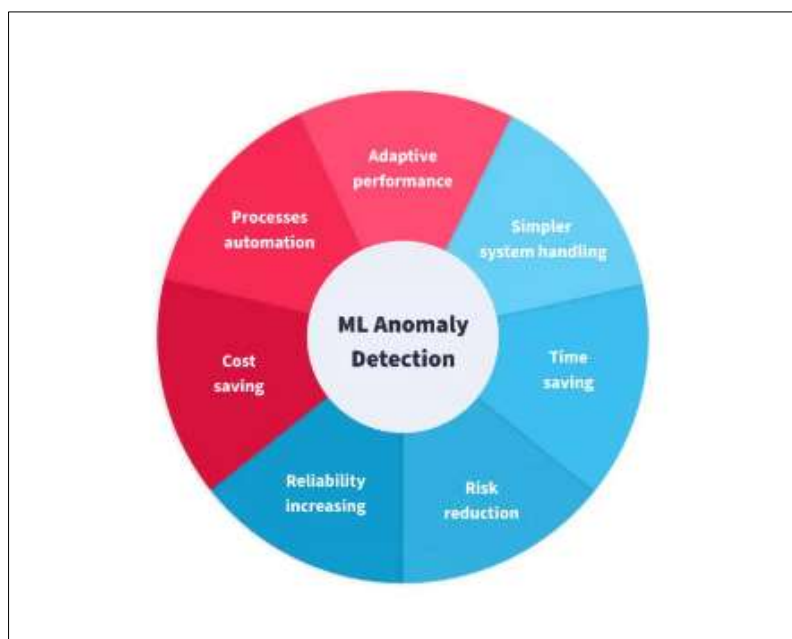 Adaptive
performance
Simpler
system handling
Processes
automation
ML Anomaly
Detection
Time
saving
Cost
saving
Reliability
increasing
Risk
reduction